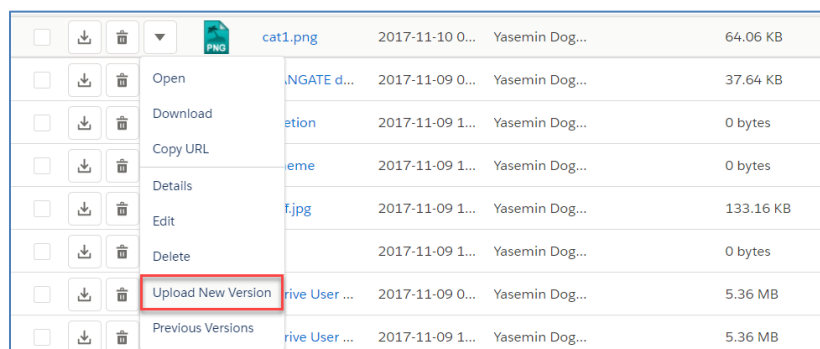 PNG cat1.png 2017-11-10 0... Yasemin Dog... 64.06 KB
Open ANGATE d... 2017-11-09 0... Yasemin Dog... 37.64 KB
Download etion 2017-11-09 1... Yasemin Dog... 0 bytes
Copy URL eme 2017-11-09 1... Yasemin Dog... 0 bytes
Details
Edit f.jpg 2017-11-09 1... Yasemin Dog... 133.16 KB
Delete 2017-11-09 1... Yasemin Dog... 0 bytes
Upload New Version rive User ... 2017-11-09 0... Yasemin Dog... 5.36 MB
Previous Versions rive User ... 2017-11-09 1... Yasemin Dog... 5.36 MB